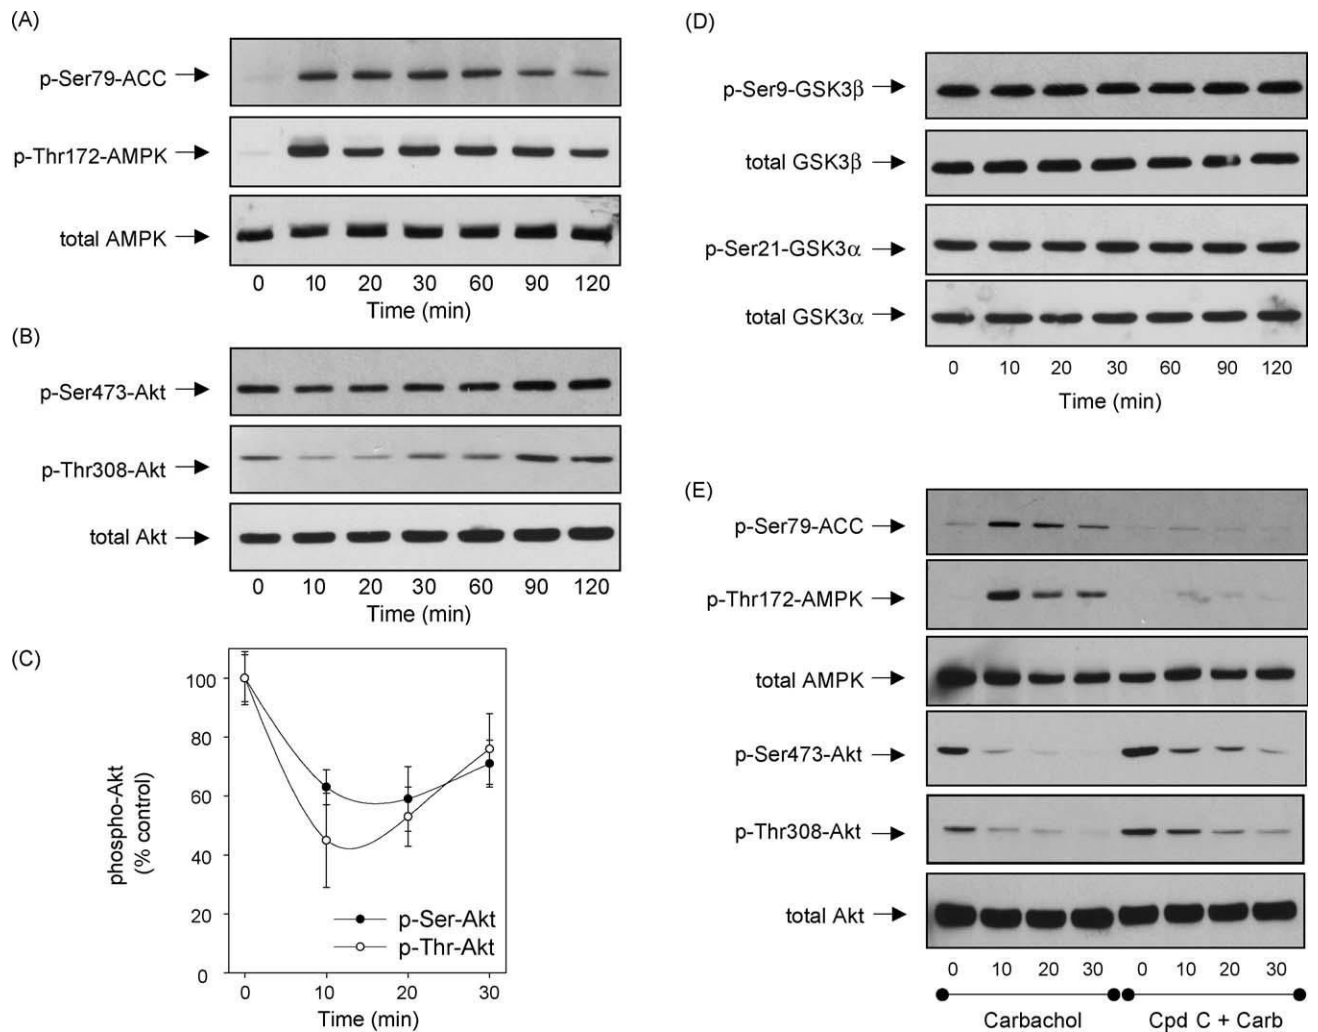 (A)
p-Ser79-ACC
p-Thr172-AMPK
total AMPK
0 10 20 30 60 90 120
Time (min)
(B)
p-Ser473-Akt
p-Thr308-Akt
total Akt
0 10 20 30 60 90 120
Time (min)
(C)
phospho-Akt
(% control)
100
80
60
40
20
0
p-Ser-Akt
p-Thr-Akt
0 10 20 30
Time (min)
(D)
p-Ser9-GSK3β
total GSK3β
p-Ser21-GSK3α
total GSK3α
0 10 20 30 60 90 120
Time (min)
(E)
p-Ser79-ACC
p-Thr172-AMPK
total AMPK
p-Ser473-Akt
p-Thr308-Akt
total Akt
0 10 20 30 0 10 20 30
Carbachol Cpd C + Carb